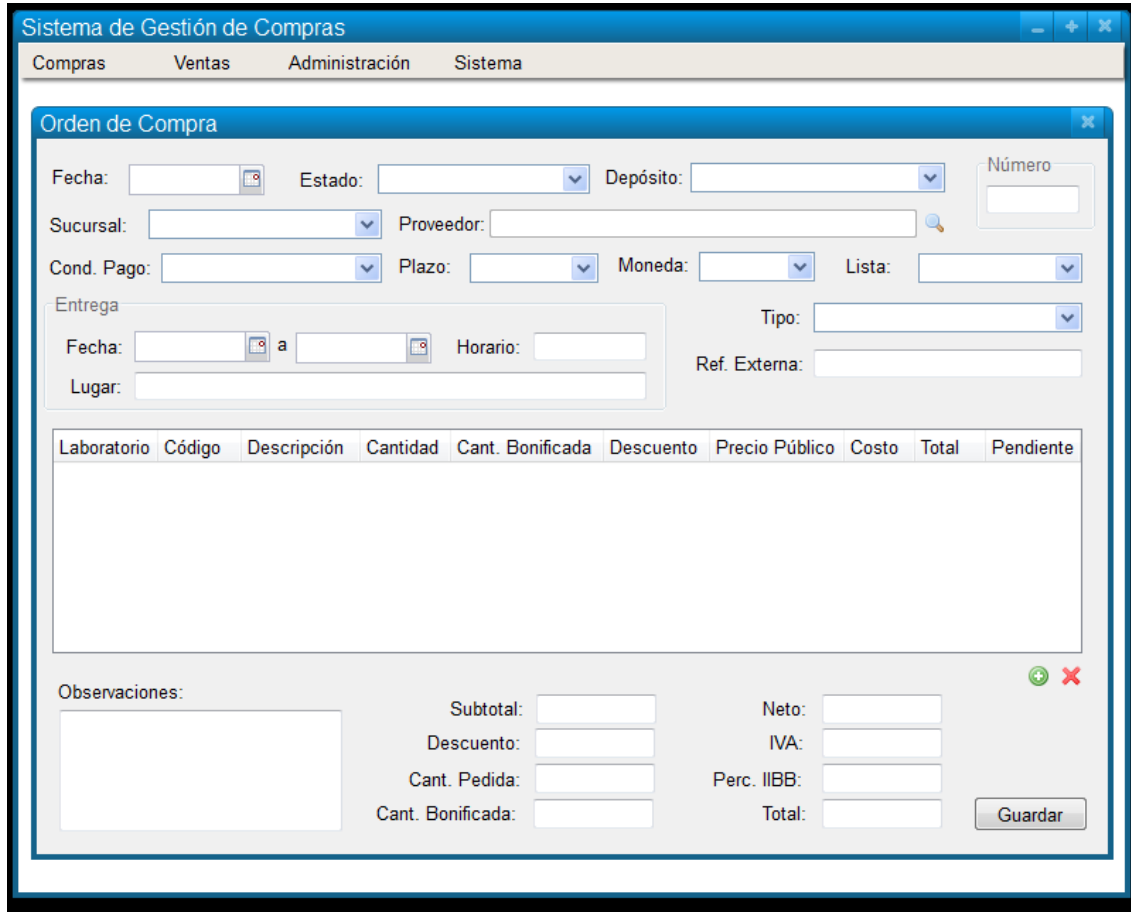 Sistema de Gestión de Compras
Compras Ventas Administración Sistema
Orden de Compra
Fecha: Estado: Depósito: Número
Sucursal: Proveedor:
Cond. Pago: Plazo: Moneda: Lista:
Entrega
Tipo:
Fecha: a Horario:
Ref. Externa:
Lugar:
Laboratorio Código Descripción Cantidad Cant. Bonificada Descuento Precio Público Costo Total Pendiente
Observaciones:
Subtotal: Neto:
Descuento: IVA:
Cant. Pedida: Perc. IIBB:
Cant. Bonificada: Total: Guardar